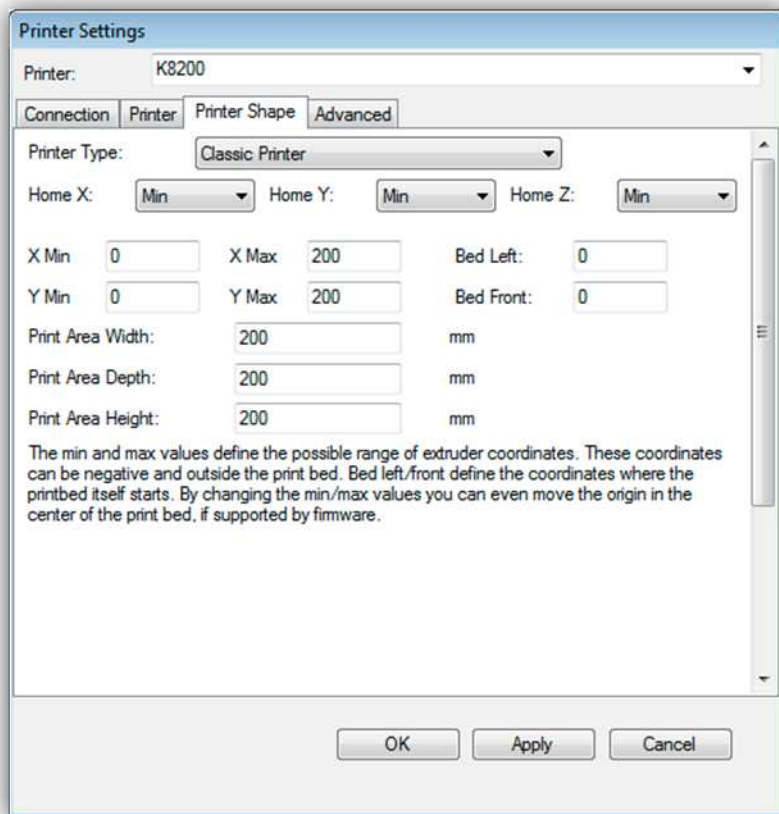 Printer Settings
Printer: K8200
Connection Printer Printer Shape Advanced
Printer Type: Classic Printer
Home X: Min Home Y: Min Home Z: Min
X Min 0 X Max 200 Bed Left: 0
Y Min 0 Y Max 200 Bed Front: 0
Print Area Width: 200 mm
Print Area Depth: 200 mm
Print Area Height: 200 mm
The min and max values define the possible range of extruder coordinates. These coordinates
can be negative and outside the print bed. Bed left/front define the coordinates where the
printbed itself starts. By changing the min/max values you can even move the origin in the
center of the print bed, if supported by firmware.
OK Apply Cancel